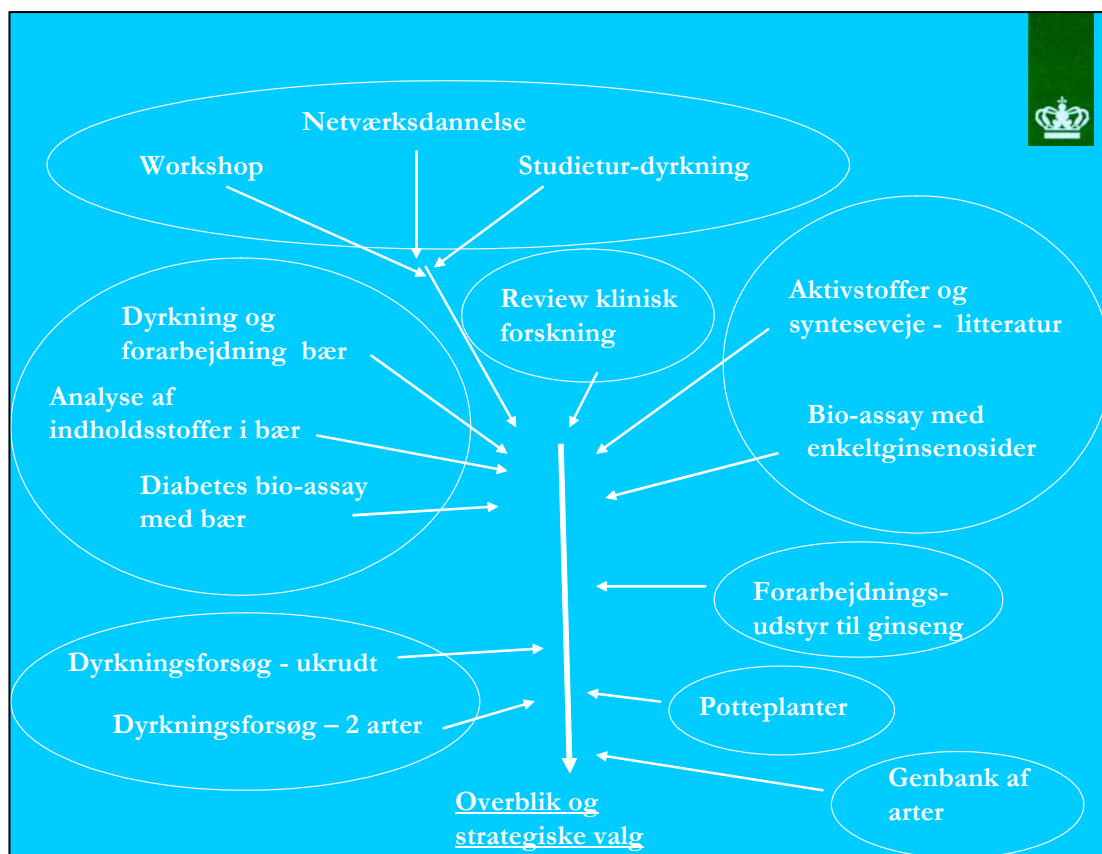 Netværksdannelse
Workshop
Studietur-dyrkning
Review klinisk
forskning
Aktivstoffer og
synteseveje - litteratur
Dyrkning og
forarbejdning bær
Analyse af
indholdsstoffer i bær
Bio-assay med
enkeltginsenosider
Diabetes bio-assay
med bær
Forarbejdnings-
udstyr til ginseng
Dyrkningsforsøg - ukrudt
Dyrkningsforsøg – 2 arter
Potteplanter
Genbank af
arter
Overblik og
strategiske valg